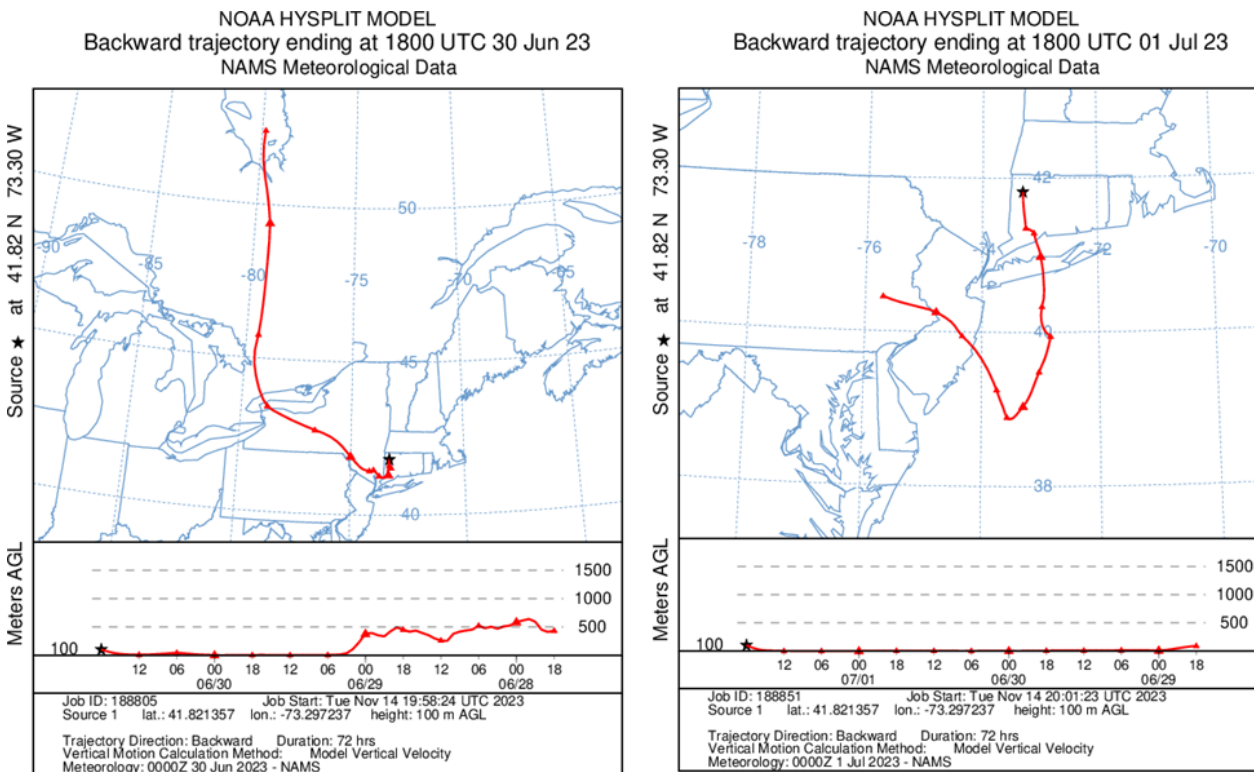 NOAA HYSPLIT MODEL
Backward trajectory ending at 1800 UTC 30 Jun 23
NAMS Meteorological Data
Source ★ at 41.82 N 73.30 W
-90
-85
-80
-75
-70
-65
50
45
40
Meters AGL
1500
1000
500
100
12 06 00 18 12 06 00 18 12 06 00 18
06/30 06/29 06/28
Job ID: 188805 Job Start: Tue Nov 14 19:58:24 UTC 2023
Source 1 lat.: 41.821357 lon.: -73.297237 height: 100 m AGL
Trajectory Direction: Backward Duration: 72 hrs
Vertical Motion Calculation Method: Model Vertical Velocity
Meteorology: 0000Z 30 Jun 2023 - NAMS
NOAA HYSPLIT MODEL
Backward trajectory ending at 1800 UTC 01 Jul 23
NAMS Meteorological Data
Source ★ at 41.82 N 73.30 W
42
-78
-76
-74
-72
-70
40
38
Meters AGL
1500
1000
500
100
12 06 00 18 12 06 00 18 12 06 00 18
07/01 06/30 06/29
Job ID: 188851 Job Start: Tue Nov 14 20:01:23 UTC 2023
Source 1 lat.: 41.821357 lon.: -73.297237 height: 100 m AGL
Trajectory Direction: Backward Duration: 72 hrs
Vertical Motion Calculation Method: Model Vertical Velocity
Meteorology: 0000Z 1 Jul 2023 - NAMS